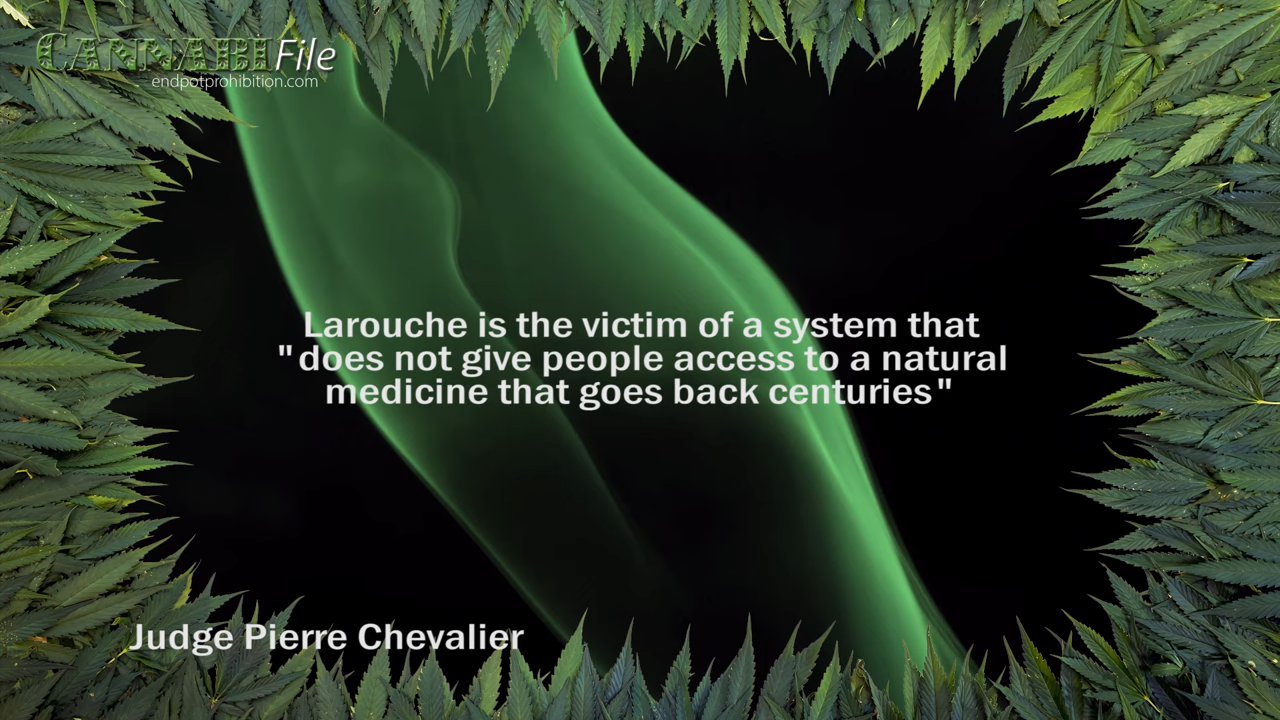 CANNABIFile
endpotprohibition.com
Larouche is the victim of a system that
"does not give people access to a natural
medicine that goes back centuries"
Judge Pierre Chevalier